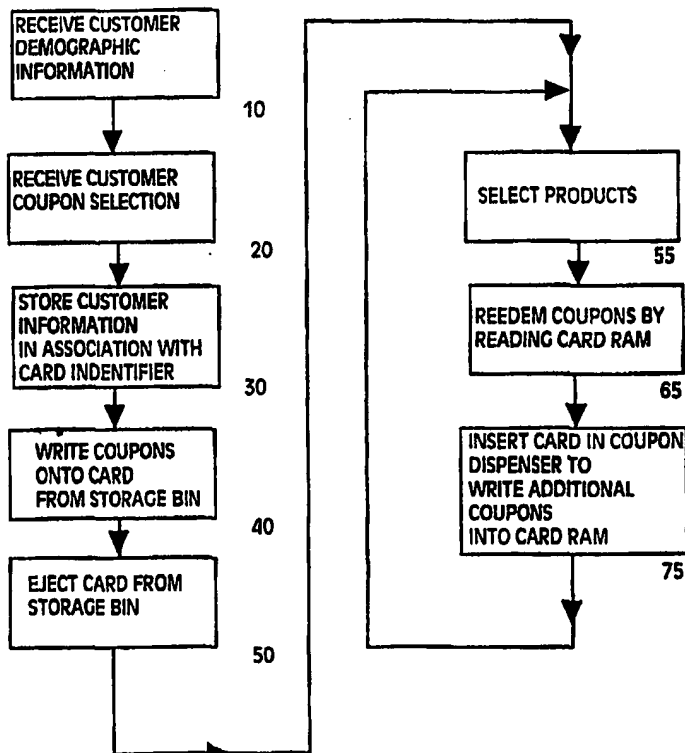 RECEIVE CUSTOMER
DEMOGRAPHIC
INFORMATION
10
RECEIVE CUSTOMER
COUPON SELECTION
20
STORE CUSTOMER
INFORMATION
IN ASSOCIATION WITH
CARD INDENTIFIER
30
WRITE COUPONS
ONTO CARD
FROM STORAGE BIN
40
EJECT CARD FROM
STORAGE BIN
50
SELECT PRODUCTS
55
REEDEM COUPONS BY
READING CARD RAM
65
INSERT CARD IN COUPON
DISPENSER TO
WRITE ADDITIONAL
COUPONS
INTO CARD RAM
75